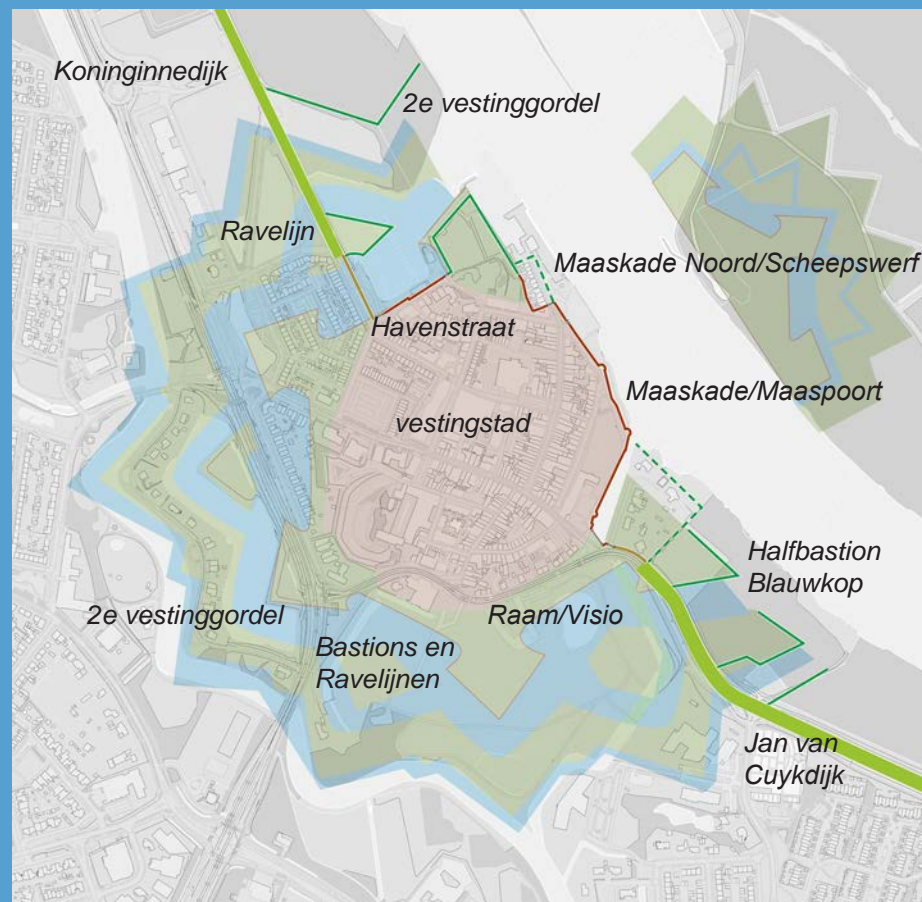 Koninginnedijk
2e vestinggordel
Ravelijn
Maaskade Noord/Scheepswerf
Havenstraat
Maaskade/Maaspoort
vestingstad
Halfbastion
Blauwkop
2e vestinggordel
Raam/Visio
Bastions en
Ravelijnen
Jan van
Cuykdijk